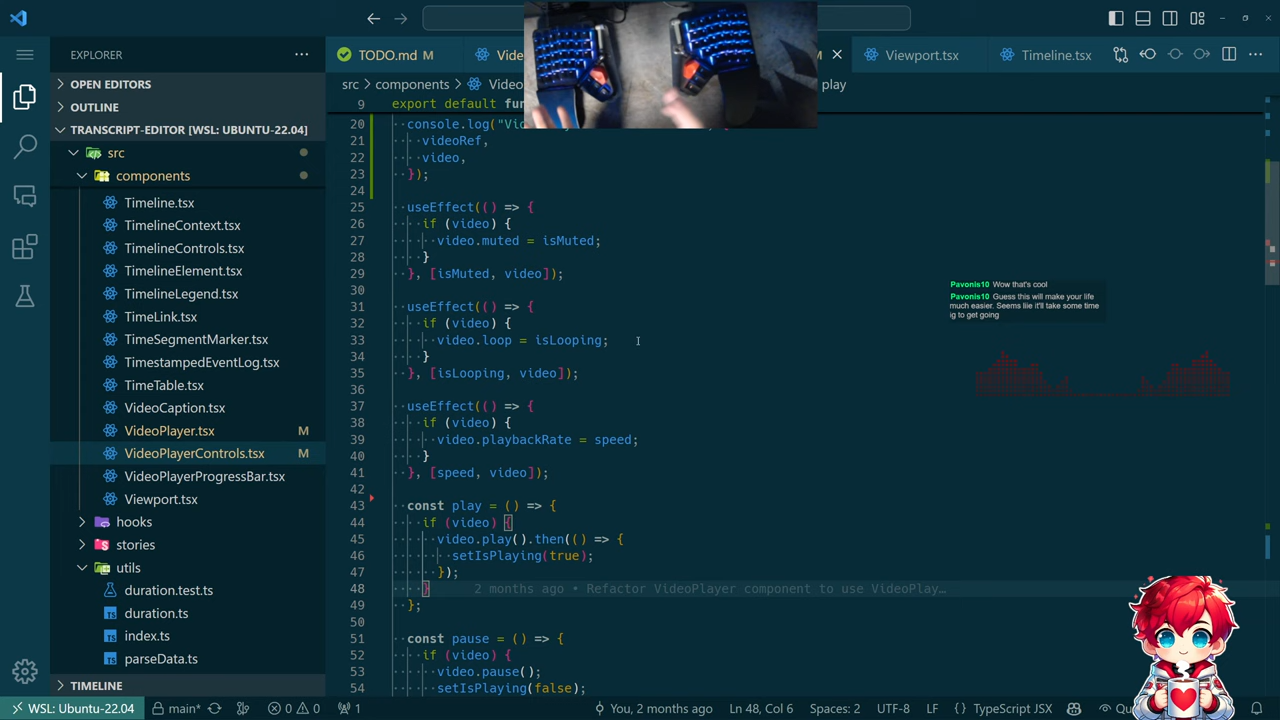 EXPLORER
OPEN EDITORS
OUTLINE
TRANSCRIPT-EDITOR [WSL: UBUNTU-22.04]
src
components
Timeline.tsx
TimelineContext.tsx
TimelineControls.tsx
TimelineElement.tsx
TimelineLegend.tsx
TimeLink.tsx
TimeSegmentMarker.tsx
TimestampedEventLog.tsx
TimeTable.tsx
VideoCaption.tsx
VideoPlayer.tsx M
VideoPlayerControls.tsx M
VideoPlayerProgressBar.tsx
Viewport.tsx
hooks
stories
utils
duration.test.ts
duration.ts
index.ts
parseData.ts
TIMELINE
TODO.md M
Viewport.tsx
Timeline.tsx
src > components > play
9 export default
20 console.log(
21 videoRef,
22 video,
23 });
24
25 useEffect(() => {
26 if (video) {
27 video.muted = isMuted;
28 }
29 }, [isMuted, video]);
30
31 useEffect(() => {
32 if (video) {
33 video.loop = isLooping;
34 }
35 }, [isLooping, video]);
36
37 useEffect(() => {
38 if (video) {
39 video.playbackRate = speed;
40 }
41 }, [speed, video]);
42
43 const play = () => {
44 if (video) {
45 video.play().then(() => {
46 setIsPlaying(true);
47 });
48 } 2 months ago • Refactor VideoPlayer component to use VideoPlay…
49 };
50
51 const pause = () => {
52 if (video) {
53 video.pause();
54 setIsPlaying(false);
Pavonis10 Wow that's cool
Pavonis10 Guess this will make your life
much easier. Seems like it'll take some time
ig to get going
WSL: Ubuntu-22.04 main* 0 0 1 You, 2 months ago Ln 48, Col 6 Spaces: 2 UTF-8 LF {} TypeScript JSX